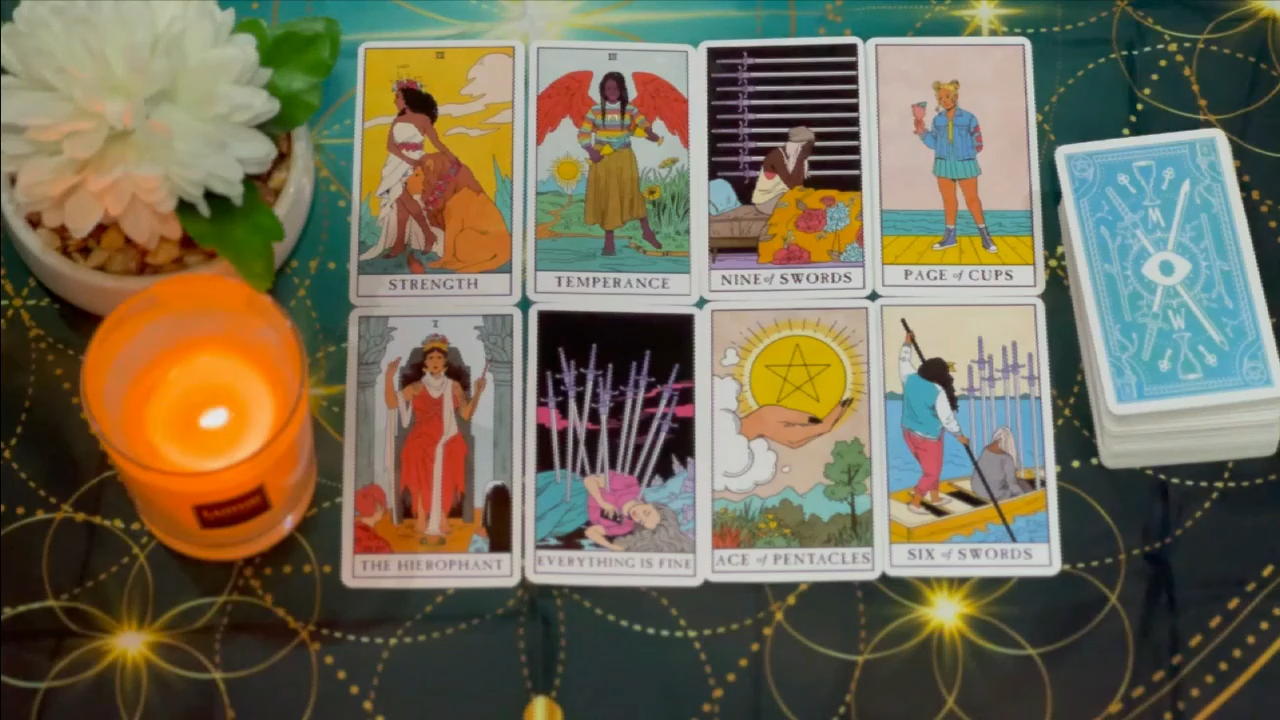 STRENGTH
TEMPERANCE
NINE of SWORDS
PAGE of CUPS
THE HIEROPHANT
EVERYTHING IS FINE
ACE of PENTACLES
SIX of SWORDS
M
M